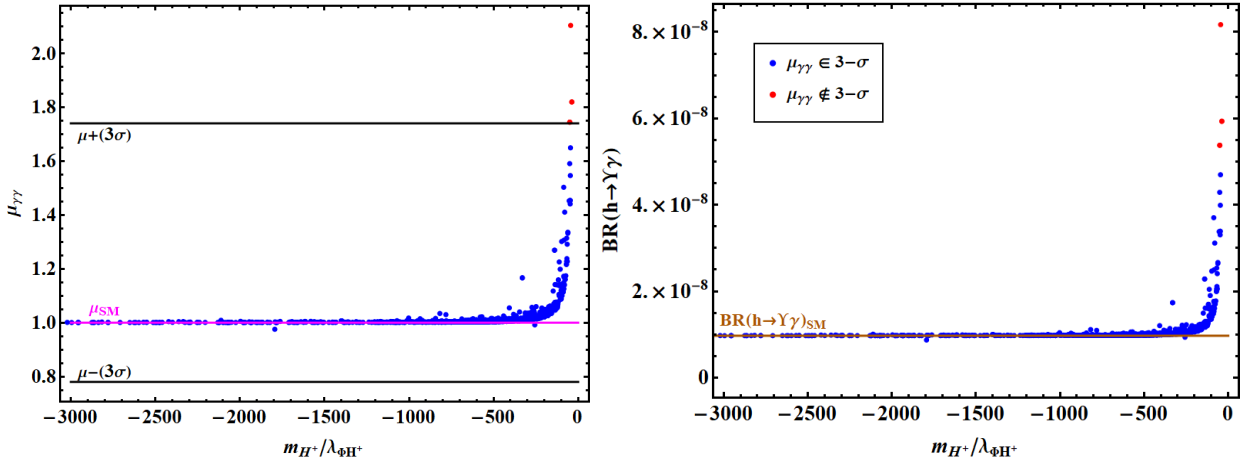 2.0
1.8
1.6
1.4
1.2
1.0
0.8
μγγ
μ+(3σ)
μSM
μ−(3σ)
−3000 −2500 −2000 −1500 −1000 −500 0
mH⁺/λΦH⁺
8.×10⁻⁸
6.×10⁻⁸
4.×10⁻⁸
2.×10⁻⁸
0
BR(h→ϒγ)
μγγ ∈ 3−σ
μγγ ∉ 3−σ
BR(h→ϒγ)SM
−3000 −2500 −2000 −1500 −1000 −500 0
mH⁺/λΦH⁺